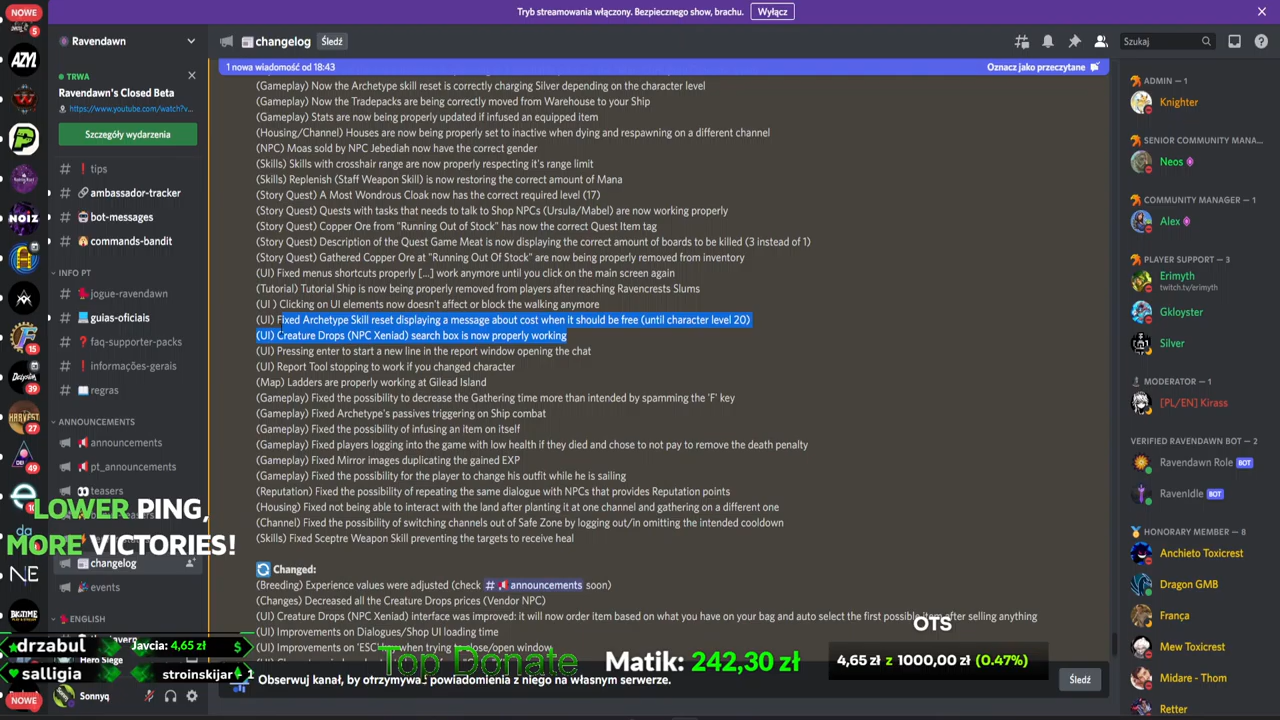 NOWE
Tryb streamowania włączony. Bezpiecznego show, brachu.
Wyłącz
5
Ravendawn
changelog
Śledź
Szukaj
1 nowa wiadomość od 18:43
Oznacz jako przeczytane
TRWA
Ravendawn's Closed Beta
https://www.youtube.com/watch?v...
Szczegóły wydarzenia
tips
ambassador-tracker
bot-messages
commands-bandit
INFO PT
jogue-ravendawn
guias-oficiais
faq-supporter-packs
informações-gerais
regras
ANNOUNCEMENTS
announcements
pt_announcements
teasers
changelog
events
ENGLISH
AZYL
NOIZ
15
39
HARVEST
27
DEI
49
NE
BIGTIME
NOWE
(Gameplay) Now the Archetype skill reset is correctly charging Silver depending on the character level
(Gameplay) Now the Tradepacks are being correctly moved from Warehouse to your Ship
(Gameplay) Stats are now being properly updated if infused an equipped item
(Housing/Channel) Houses are now being properly set to inactive when dying and respawning on a different channel
(NPC) Moas sold by NPC Jebediah now have the correct gender
(Skills) Skills with crosshair range are now properly respecting it's range limit
(Skills) Replenish (Staff Weapon Skill) is now restoring the correct amount of Mana
(Story Quest) A Most Wondrous Cloak now has the correct required level (17)
(Story Quest) Quests with tasks that needs to talk to Shop NPCs (Ursula/Mabel) are now working properly
(Story Quest) Copper Ore from "Running Out of Stock" has now the correct Quest Item tag
(Story Quest) Description of the Quest Game Meat is now displaying the correct amount of boards to be killed (3 instead of 1)
(Story Quest) Gathered Copper Ore at "Running Out Of Stock" are now being properly removed from inventory
(UI) Fixed menus shortcuts properly [...] work anymore until you click on the main screen again
(Tutorial) Tutorial Ship is now being properly removed from players after reaching Ravencrests Slums
(UI ) Clicking on UI elements now doesn't affect or block the walking anymore
(UI) Fixed Archetype Skill reset displaying a message about cost when it should be free (until character level 20)
(UI) Creature Drops (NPC Xeniad) search box is now properly working
(UI) Pressing enter to start a new line in the report window opening the chat
(UI) Report Tool stopping to work if you changed character
(Map) Ladders are properly working at Gilead Island
(Gameplay) Fixed the possibility to decrease the Gathering time more than intended by spamming the 'F' key
(Gameplay) Fixed Archetype's passives triggering on Ship combat
(Gameplay) Fixed the possibility of infusing an item on itself
(Gameplay) Fixed players logging into the game with low health if they died and chose to not pay to remove the death penalty
(Gameplay) Fixed Mirror images duplicating the gained EXP
(Gameplay) Fixed the possibility for the player to change his outfit while he is sailing
(Reputation) Fixed the possibility of repeating the same dialogue with NPCs that provides Reputation points
(Housing) Fixed not being able to interact with the land after planting it at one channel and gathering on a different one
(Channel) Fixed the possibility of switching channels out of Safe Zone by logging out/in omitting the intended cooldown
(Skills) Fixed Sceptre Weapon Skill preventing the targets to receive heal
Changed:
(Breeding) Experience values were adjusted (check # announcements soon)
(Changes) Decreased all the Creature Drops prices (Vendor NPC)
(UI) Creature Drops (NPC Xeniad) interface was improved: it will now order item based on what you have on your bag and auto select the first possible item after selling anything
(UI) Improvements on Dialogues/Shop UI loading time
(UI) Improvements on 'ESC' when trying to close/open window
Obserwuj kanał, by otrzymywać powiadomienia z niego na własnym serwerze.
Śledź
ADMIN — 1
Knighter
SENIOR COMMUNITY MANA...
Neos
COMMUNITY MANAGER — 1
Alex
PLAYER SUPPORT — 3
Erimyth
twitch.tv/erimyth
Gkloyster
Silver
MODERATOR — 1
[PL/EN] Kirass
VERIFIED RAVENDAWN BOT — 2
Ravendawn Role BOT
RavenIdle BOT
HONORARY MEMBER — 8
Anchieto Toxicrest
Dragon GMB
França
Mew Toxicrest
Midare - Thom
Retter
LOWER PING,
MORE VICTORIES!
drzabul
Javcia: 4,65 zł
$
Hero Siege
salligia
stroinskijar
1
Sonnyq
Top Donate
Matik: 242,30 zł
OTS
4,65 zł z 1000,00 zł (0.47%)